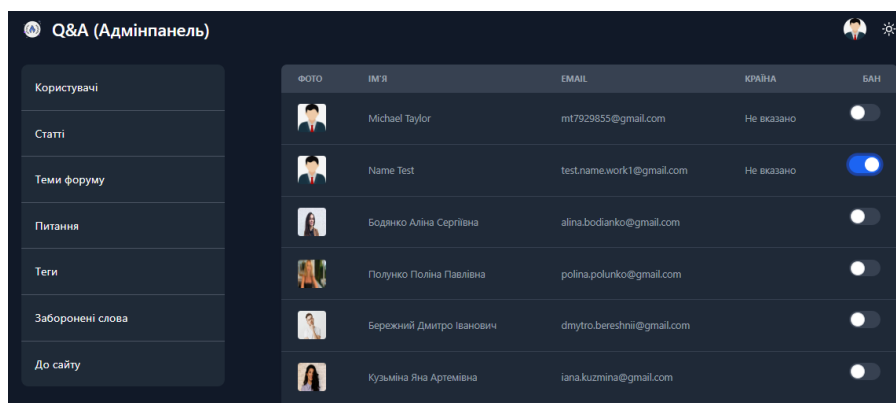 Q&A (Адмінпанель)
Користувачі
Статті
Теми форуму
Питання
Теги
Заборонені слова
До сайту
ФОТО ІМ'Я EMAIL КРАЇНА БАН
Michael Taylor mt7929855@gmail.com Не вказано
Name Test test.name.work1@gmail.com Не вказано
Бодянко Аліна Сергіївна alina.bodianko@gmail.com
Полунко Поліна Павлівна polina.polunko@gmail.com
Бережний Дмитро Іванович dmytro.bereshnii@gmail.com
Кузьміна Яна Артемівна iana.kuzmina@gmail.com